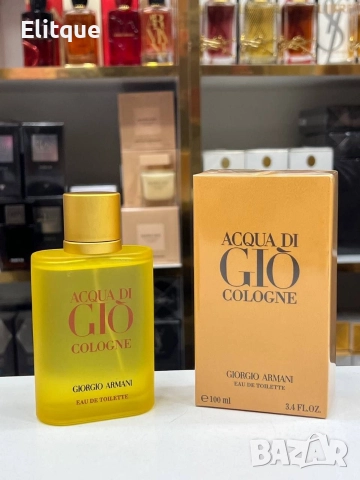 Elitque
ACQUA DI
GIÒ
COLOGNE
GIORGIO ARMANI
EAU DE TOILETTE
ACQUA DI
GIÒ
COLOGNE
GIORGIO ARMANI
EAU DE TOILETTE
e 100 ml
3.4 FL.OZ.
BAZAR